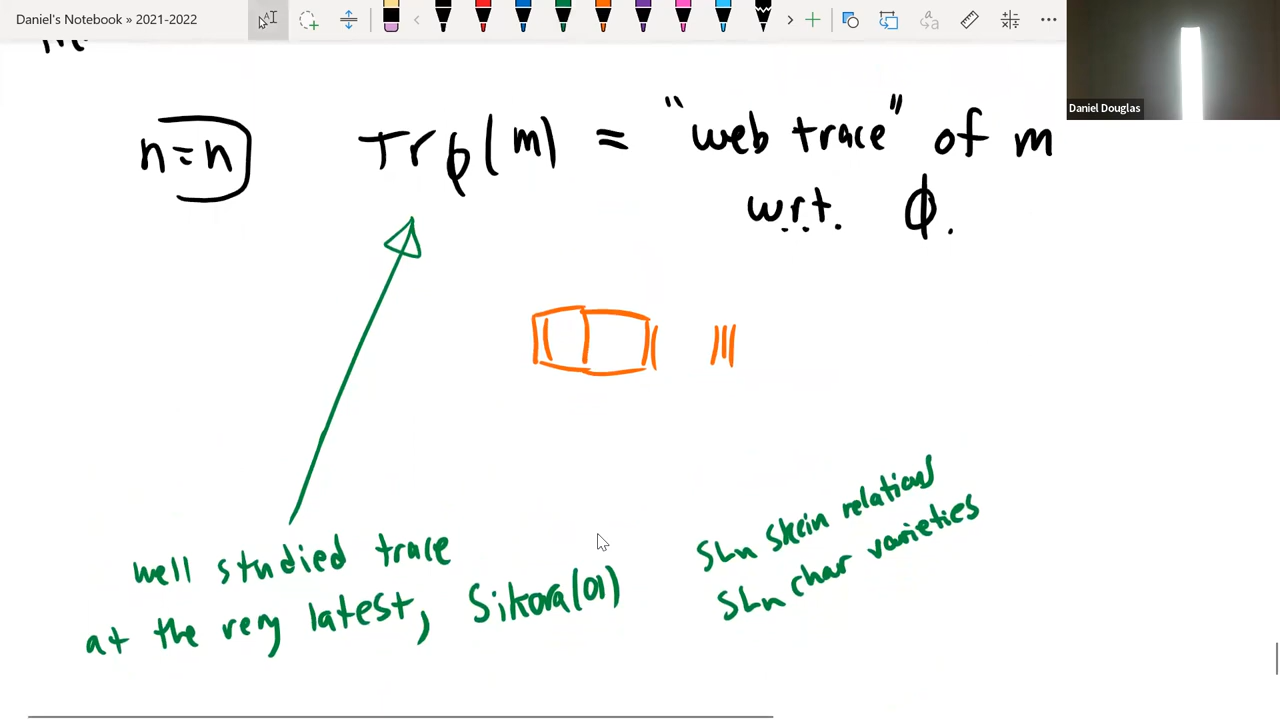 Daniel's Notebook » 2021-2022
Daniel Douglas
n=n Trϕ(m) = "web trace" of m
w.r.t. ϕ.
well studied trace
at the very latest, Sikora(01)
SLn skein relations
SLn char varieties